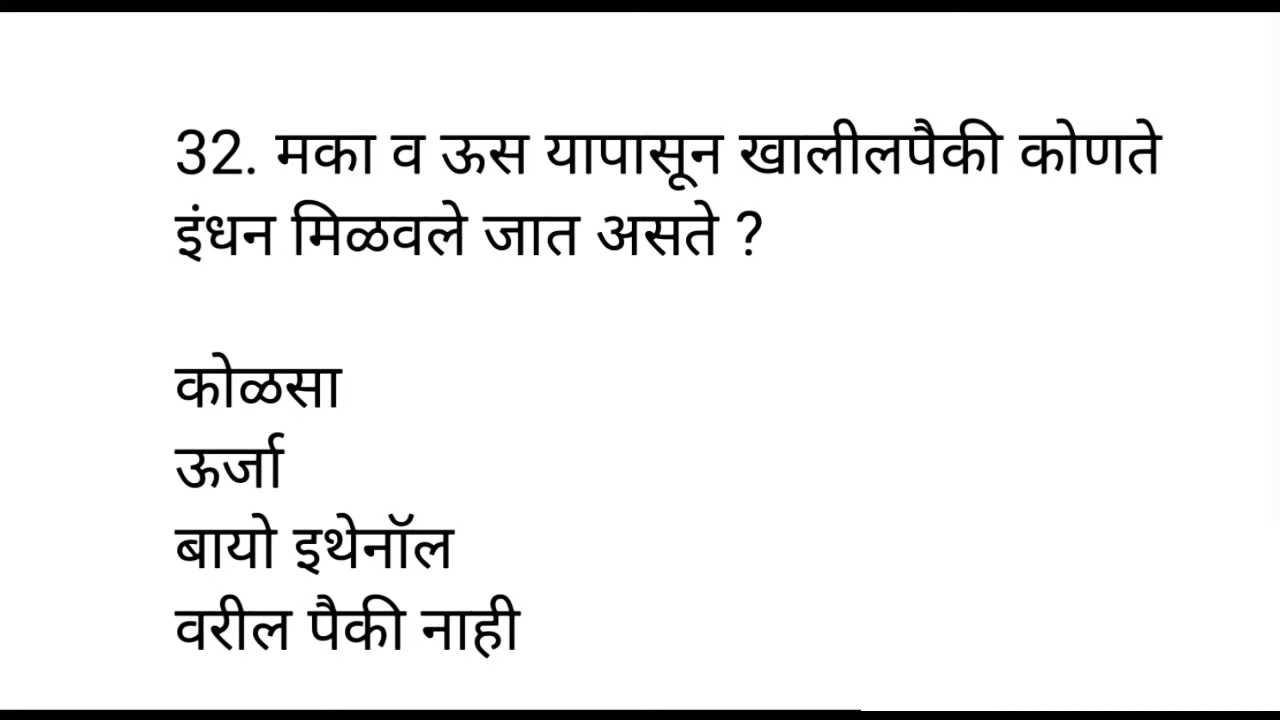 32. मका व ऊस यापासून खालीलपैकी कोणते
इंधन मिळवले जात असते ?
कोळसा
ऊर्जा
बायो इथेनॉल
वरील पैकी नाही